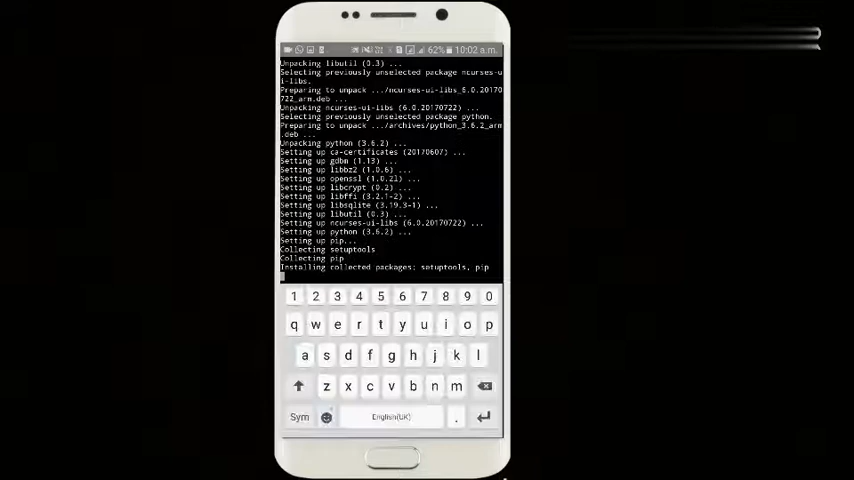 62% 10:02 a.m.
Unpacking libutil (0.3) ...
Selecting previously unselected package ncurses-u
i-libs.
Preparing to unpack .../ncurses-ui-libs_6.0.20170
722_arm.deb ...
Unpacking ncurses-ui-libs (6.0.20170722) ...
Selecting previously unselected package python.
Preparing to unpack .../archives/python_3.6.2_arm
.deb ...
Unpacking python (3.6.2) ...
Setting up ca-certificates (20170607) ...
Setting up gdbm (1.13) ...
Setting up libbz2 (1.0.6) ...
Setting up openssl (1.0.2l) ...
Setting up libcrypt (0.2) ...
Setting up libffi (3.2.1-2) ...
Setting up libsqlite (3.19.3-1) ...
Setting up libutil (0.3) ...
Setting up ncurses-ui-libs (6.0.20170722) ...
Setting up python (3.6.2) ...
Setting up pip...
Collecting setuptools
Collecting pip
Installing collected packages: setuptools, pip
1 2 3 4 5 6 7 8 9 0
q w e r t y u i o p
a s d f g h j k l
z x c v b n m
Sym English(UK) .